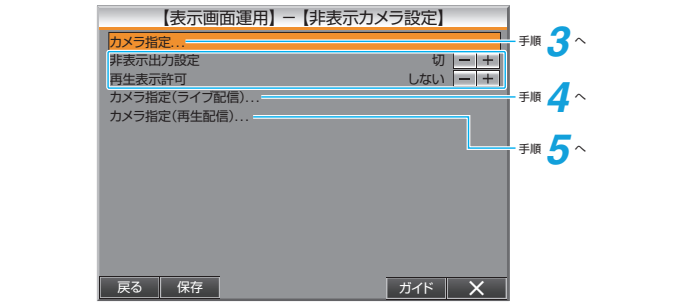 【表示画面運用】－【非表示カメラ設定】
カメラ指定... 手順 3 へ
非表示出力設定 切 － ＋
再生表示許可 しない － ＋
カメラ指定(ライブ配信)... 手順 4 へ
カメラ指定(再生配信)...
手順 5 へ
戻る 保存 ガイド ×